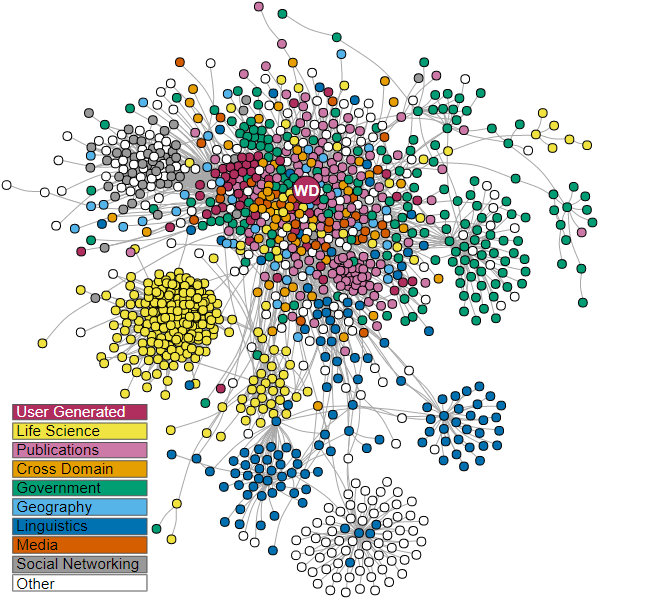 WD
User Generated
Life Science
Publications
Cross Domain
Government
Geography
Linguistics
Media
Social Networking
Other